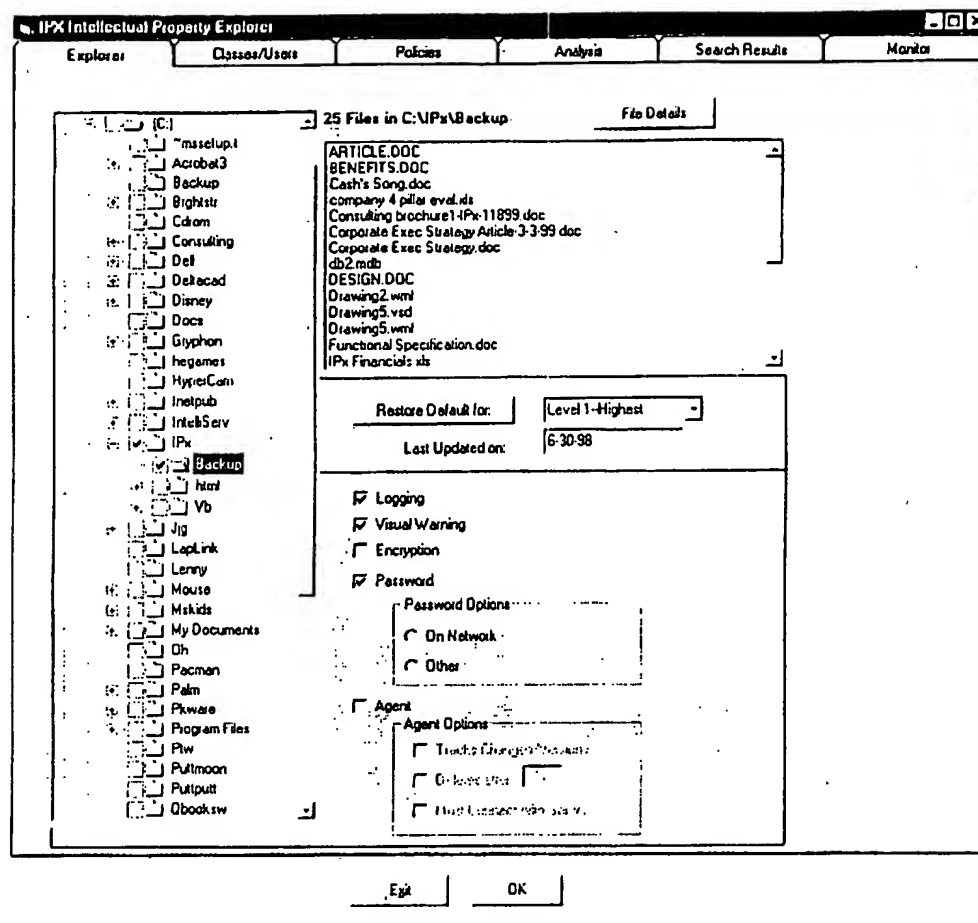 IPX Intellectual Property Explorer
Explorer Classes/Users Policies Analysis Search Results Monitor
25 Files in C:\IPx\Backup File Details
(C:)
~mssetup.t
Acrobat3
Backup
Brightstr
Cdrom
Consulting
Dell
Deltacad
Disney
Docs
Gryphon
hegames
HyperCam
Inetpub
IntelliServ
IPx
Backup
html
Vb
Jig
LapLink
Lenny
Mouse
Mskids
My Documents
Oh
Pacman
Palm
Pkware
Program Files
Ptw
Puttmoon
Puttputt
Qbooksw
ARTICLE.DOC
BENEFITS.DOC
Cash's Song.doc
company 4 pillar eval.xls
Consulting brochure1-IPx-11899.doc
Corporate Exec Strategy Article-3-3-99.doc
Corporate Exec Strategy.doc
db2.mdb
DESIGN.DOC
Drawing2.wmf
Drawing5.vsd
Drawing5.wmf
Functional Specification.doc
IPx Financials.xls
Restore Default for: Level 1--Highest
Last Updated on: 6-30-98
Logging
Visual Warning
Encryption
Password
Password Options
On Network
Other
Agent
Agent Options
Tracks Changes
Must Connect with
Exit OK